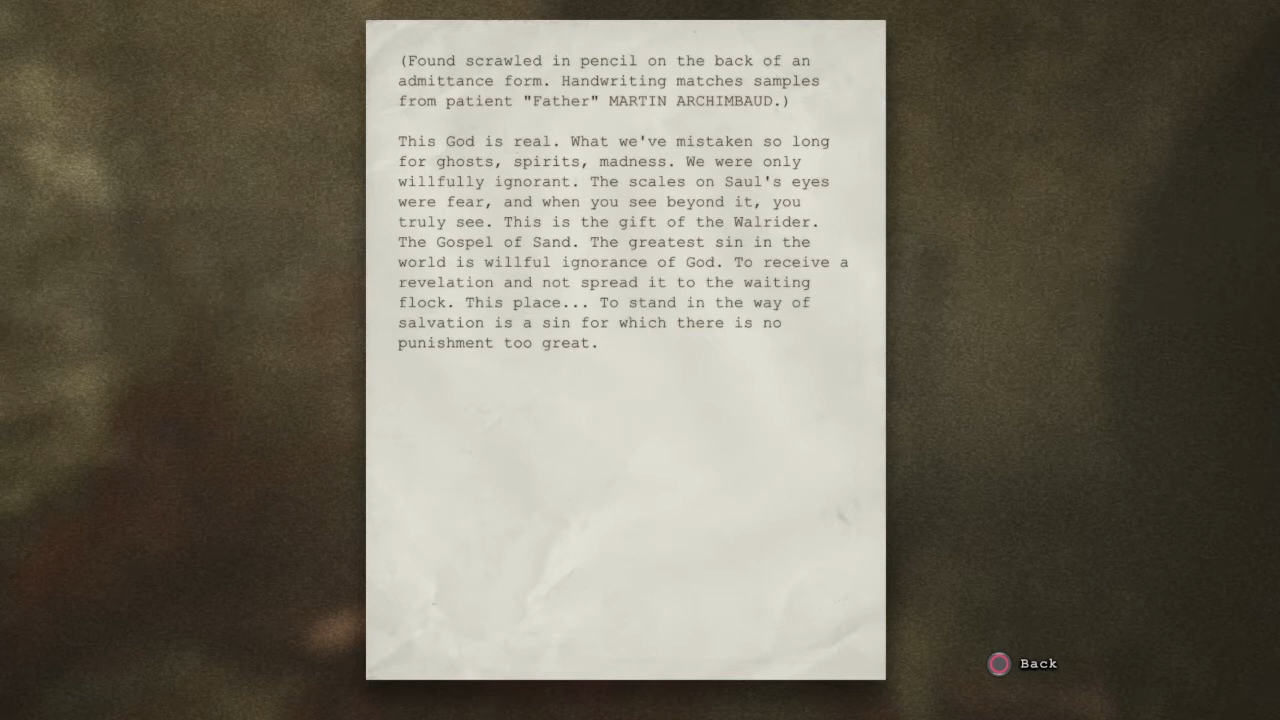 (Found scrawled in pencil on the back of an
admittance form. Handwriting matches samples
from patient "Father" MARTIN ARCHIMBAUD.)
This God is real. What we've mistaken so long
for ghosts, spirits, madness. We were only
willfully ignorant. The scales on Saul's eyes
were fear, and when you see beyond it, you
truly see. This is the gift of the Walrider.
The Gospel of Sand. The greatest sin in the
world is willful ignorance of God. To receive a
revelation and not spread it to the waiting
flock. This place... To stand in the way of
salvation is a sin for which there is no
punishment too great.
Back